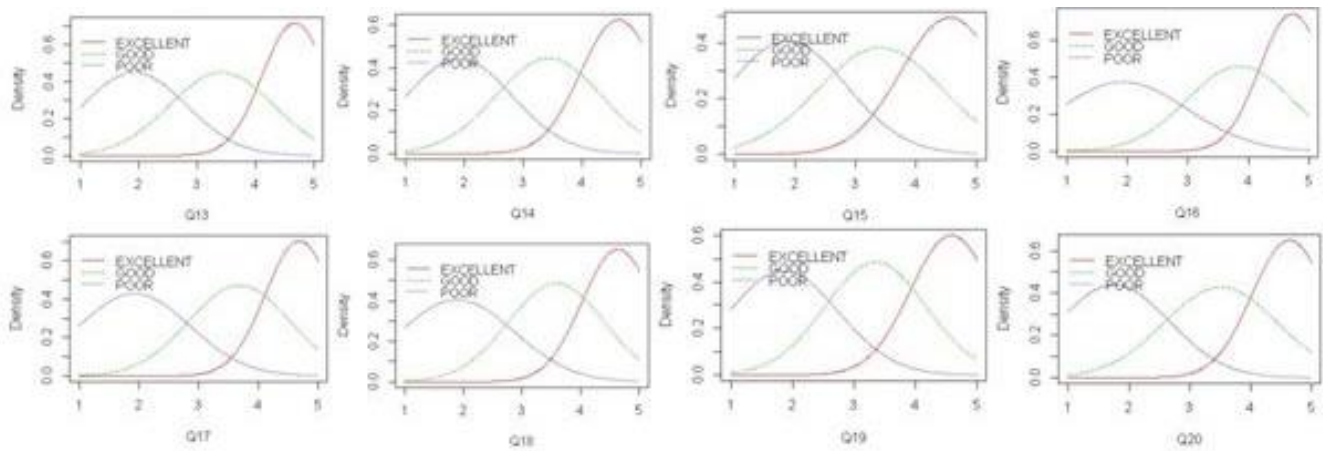 Density
0.0 0.2 0.4 0.6
EXCELLENT
GOOD
POOR
1 2 3 4 5
Q13
Density
0.0 0.2 0.4 0.6
EXCELLENT
GOOD
POOR
1 2 3 4 5
Q14
Density
0.0 0.2 0.4
EXCELLENT
GOOD
POOR
1 2 3 4 5
Q15
Density
0.0 0.2 0.4 0.6
EXCELLENT
GOOD
POOR
1 2 3 4 5
Q16
Density
0.0 0.2 0.4 0.6
EXCELLENT
GOOD
POOR
1 2 3 4 5
Q17
Density
0.0 0.2 0.4 0.6
EXCELLENT
GOOD
POOR
1 2 3 4 5
Q18
Density
0.0 0.2 0.4 0.6
EXCELLENT
GOOD
POOR
1 2 3 4 5
Q19
Density
0.0 0.2 0.4 0.6
EXCELLENT
GOOD
POOR
1 2 3 4 5
Q20